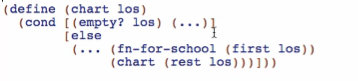 (define (chart los)
(cond [(empty? los) (...)]
[else
(... (fn-for-school (first los))
(chart (rest los)))]))